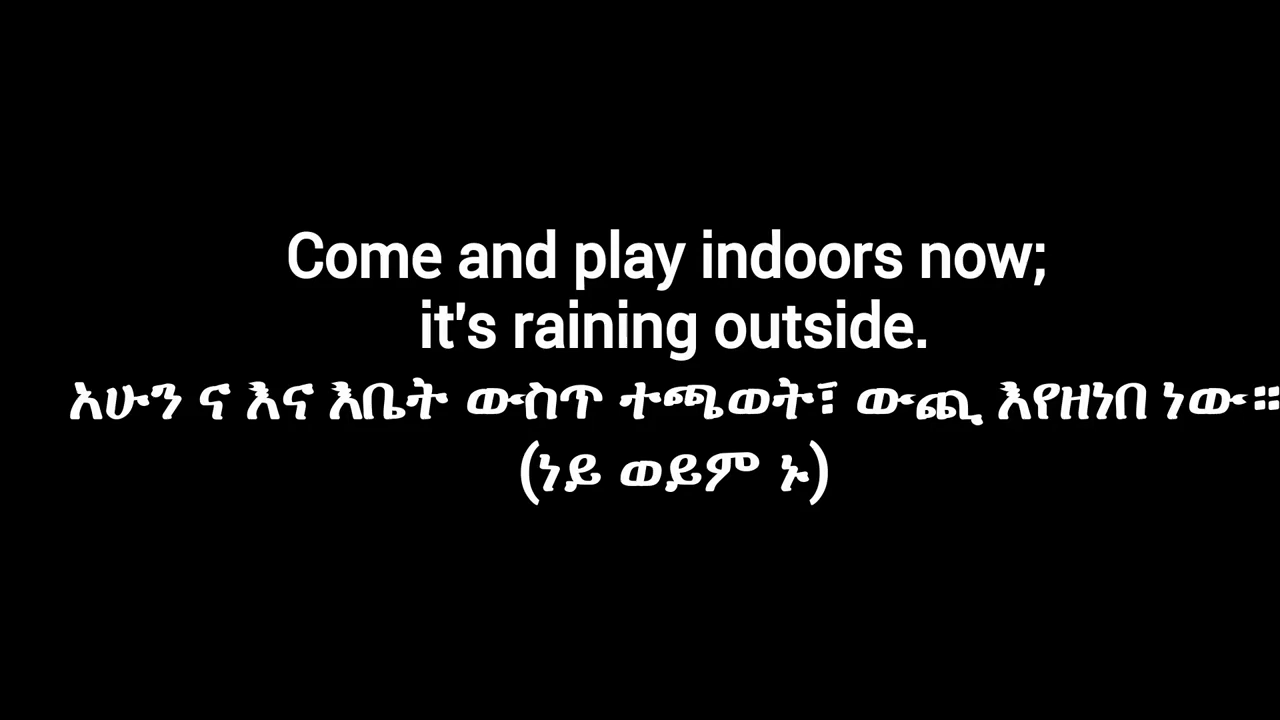 Come and play indoors now;
it's raining outside.
አሁን ና እና እቤት ውስጥ ተጫወት፣ ውጪ እየዘነበ ነው።
(ነይ ወይም ኑ)